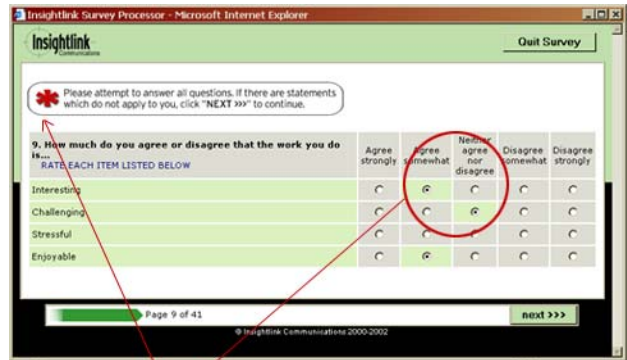 Insightlink Survey Processor - Microsoft Internet Explorer
Insightlink
Communications
Quit Survey
Please attempt to answer all questions. If there are statements
which do not apply to you, click "NEXT >>>" to continue.
9. How much do you agree or disagree that the work you do
is...
RATE EACH ITEM LISTED BELOW
Agree
strongly
Agree
somewhat
Neither
agree
nor
disagree
Disagree
somewhat
Disagree
strongly
Interesting
Challenging
Stressful
Enjoyable
Page 9 of 41
next >>>
© Insightlink Communications 2000-2002